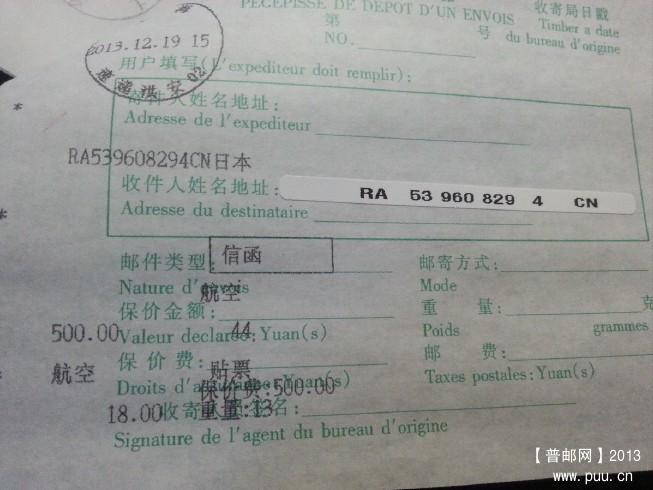 RECEPISSE DE DEPOT D'UN ENVOIS
收寄局日戳
第 号 Timber a date
NO. du bureau d'origine
2013.12.19 15
用户填写(L'expediteur doit remplir):
寄件人姓名地址:
Adresse de l'expediteur
RA539608294CN日本
收件人姓名地址: RA 53 960 829 4 CN
Adresse du destinataire
邮件类型: 信函 邮寄方式:
Nature d'envois 航空 Mode
保价金额: 重 量: 克
500.00 Valeur declaree:Yuan(s) 44 Poids grammes
保价费: 邮 费:
航空 贴票
Droits d' Yuan(s) 保价费:500.00 Taxes postales:Yuan(s)
18.00 收寄 名: 重量:13
Signature de l'agent du bureau d'origine
【普邮网】2013
www.puu.cn